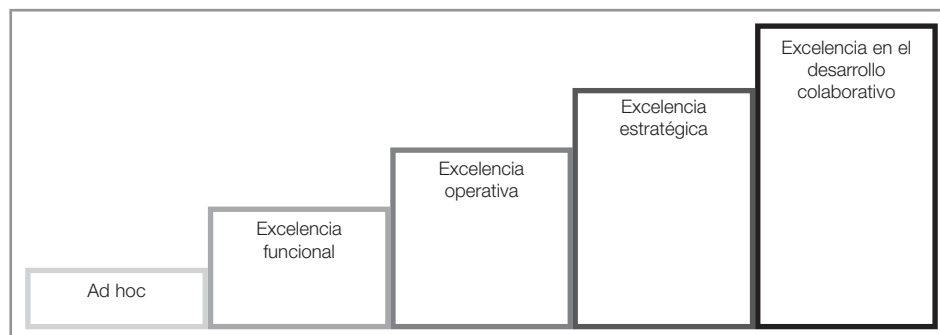 Ad hoc
Excelencia
funcional
Excelencia
operativa
Excelencia
estratégica
Excelencia en el
desarrollo
colaborativo